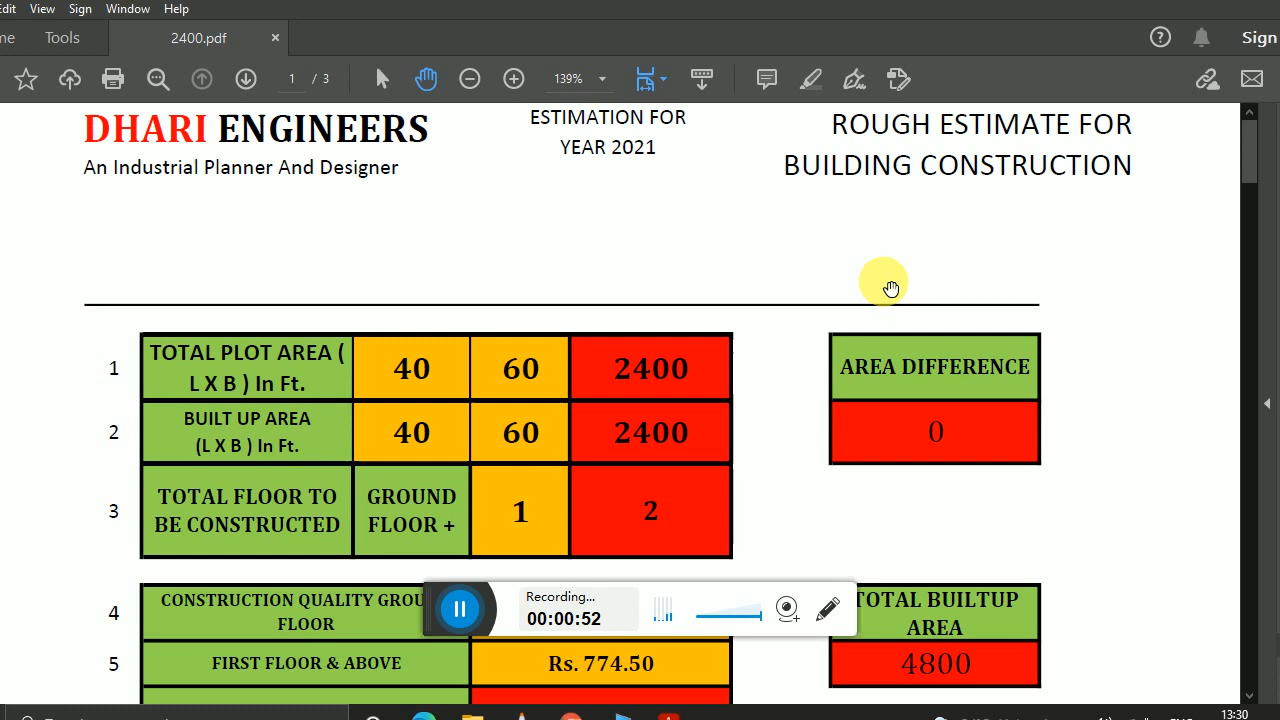 Edit View Sign Window Help
Tools 2400.pdf × Sign
1 / 3 139%
DHARI ENGINEERS
An Industrial Planner And Designer
ESTIMATION FOR
YEAR 2021
ROUGH ESTIMATE FOR
BUILDING CONSTRUCTION
1 TOTAL PLOT AREA ( L X B ) In Ft. 40 60 2400
AREA DIFFERENCE
2 BUILT UP AREA (L X B ) In Ft. 40 60 2400
0
3 TOTAL FLOOR TO BE CONSTRUCTED GROUND FLOOR + 1 2
4 CONSTRUCTION QUALITY GROU
FLOOR
Recording...
00:00:52
TOTAL BUILTUP
AREA
5 FIRST FLOOR & ABOVE Rs. 774.50
4800
13:30